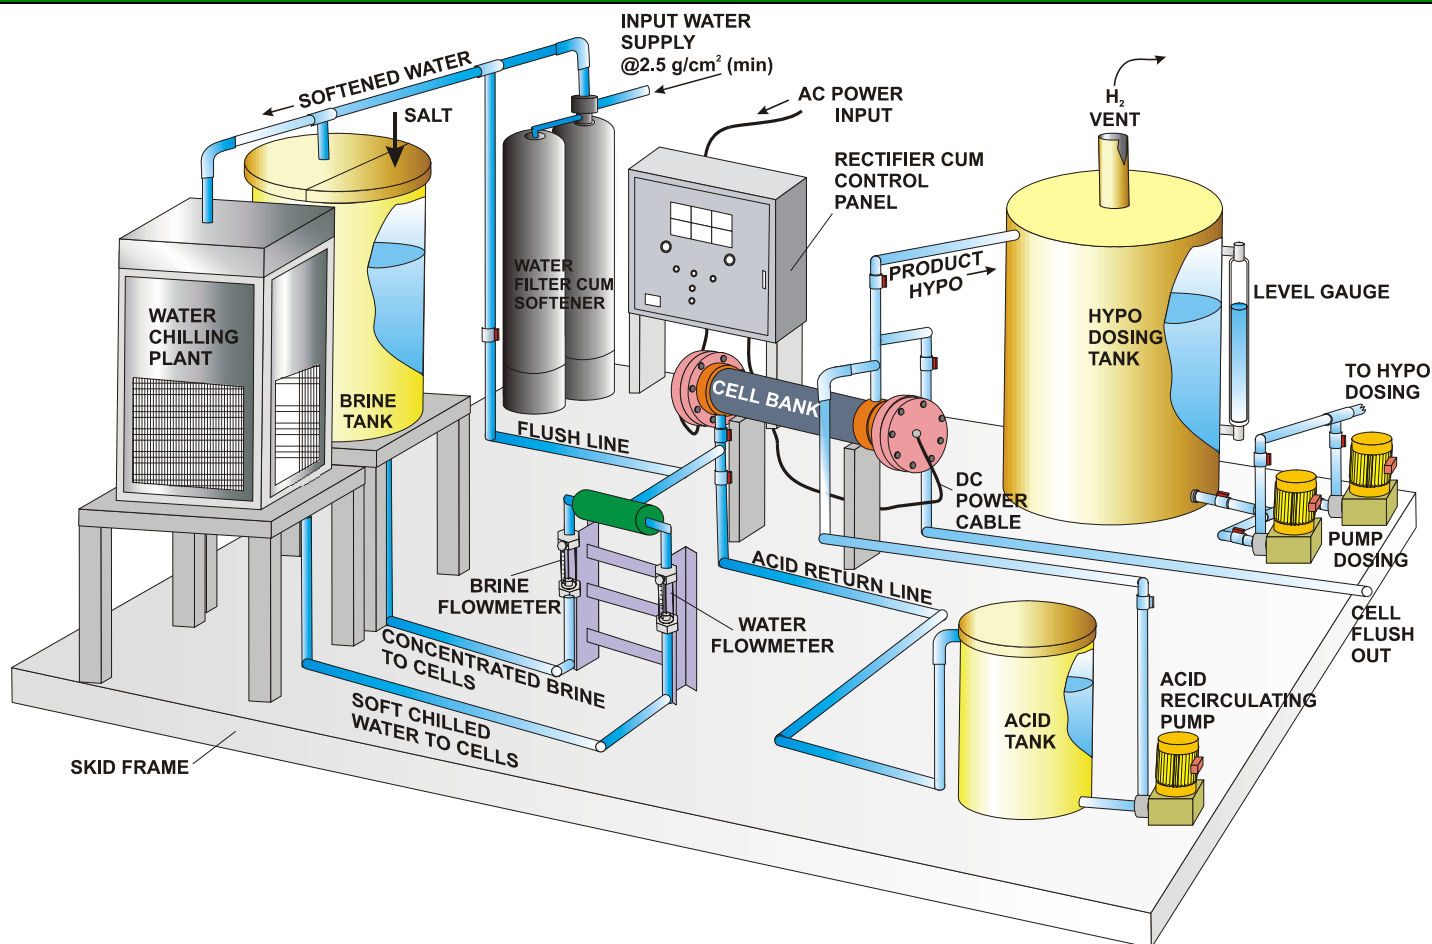 INPUT WATER
SUPPLY
@2.5 g/cm² (min)
SOFTENED WATER
SALT
AC POWER
INPUT
H₂
VENT
RECTIFIER CUM
CONTROL
PANEL
WATER
FILTER CUM
SOFTENER
PRODUCT
HYPO
LEVEL GAUGE
WATER
CHILLING
PLANT
HYPO
DOSING
TANK
BRINE
TANK
CELL BANK
TO HYPO
DOSING
FLUSH LINE
DC
POWER
CABLE
PUMP
DOSING
ACID RETURN LINE
BRINE
FLOWMETER
WATER
FLOWMETER
CELL
FLUSH
OUT
CONCENTRATED BRINE
TO CELLS
SOFT CHILLED
WATER TO CELLS
ACID
RECIRCULATING
PUMP
ACID
TANK
SKID FRAME